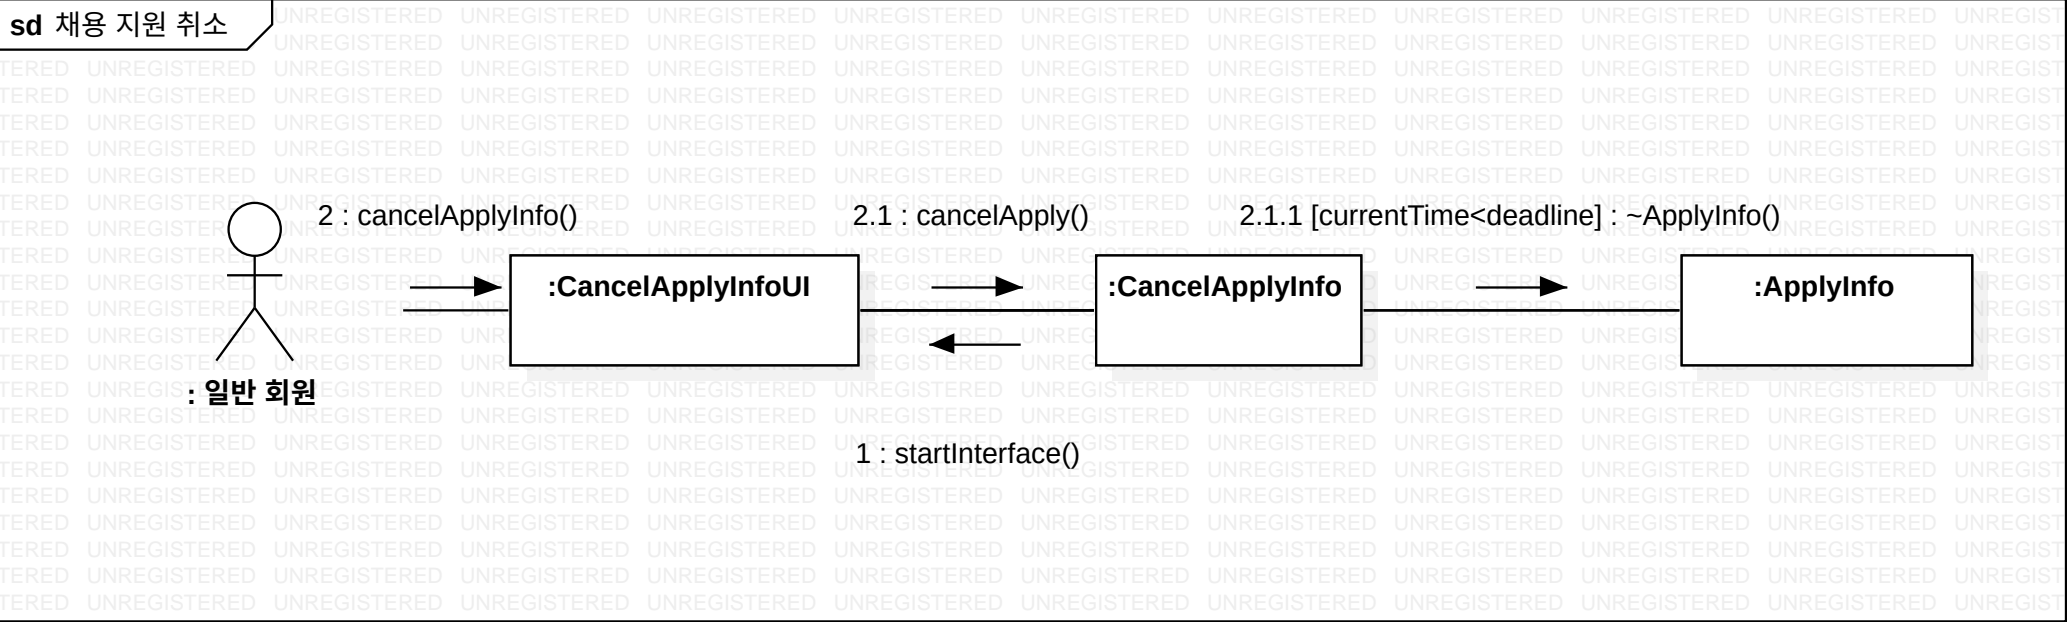 sd 채용 지원 취소
2 : cancelApplyInfo()
2.1 : cancelApply()
2.1.1 [currentTime<deadline] : ~ApplyInfo()
:CancelApplyInfoUI
:CancelApplyInfo
:ApplyInfo
: 일반 회원
1 : startInterface()
UNREGISTERED